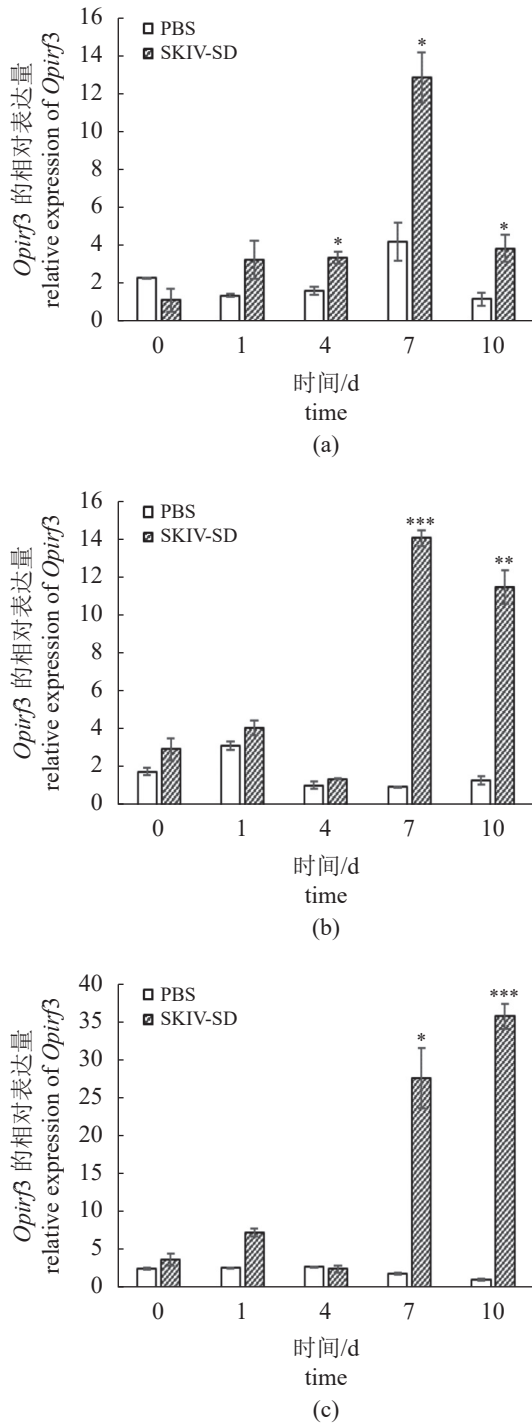 16
14
12
10
8
6
4
2
0
PBS
SKIV-SD
*
*
*
Opirf3 的相对表达量
relative expression of Opirf3
0 1 4 7 10
时间/d
time
(a)
16
14
12
10
8
6
4
2
0
PBS
SKIV-SD
***
**
Opirf3 的相对表达量
relative expression of Opirf3
0 1 4 7 10
时间/d
time
(b)
40
35
30
25
20
15
10
5
0
PBS
SKIV-SD
*
***
Opirf3 的相对表达量
relative expression of Opirf3
0 1 4 7 10
时间/d
time
(c)